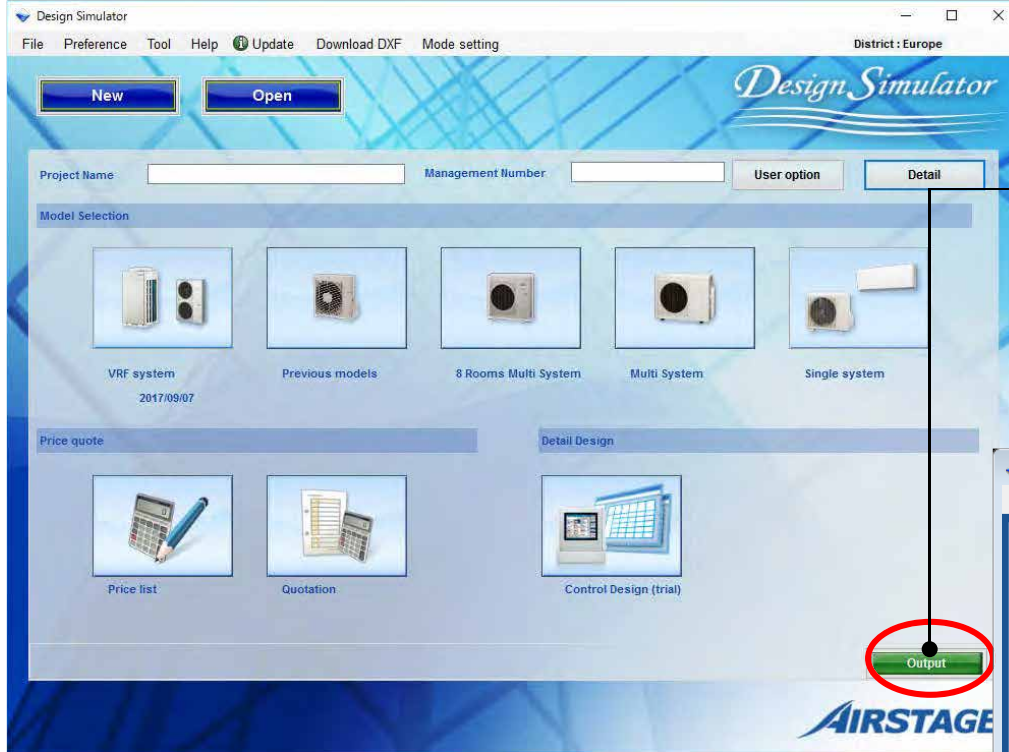 Design Simulator
File Preference Tool Help Update Download DXF Mode setting District : Europe
New Open Design Simulator
Project Name Management Number User option Detail
Model Selection
VRF system Previous models 8 Rooms Multi System Multi System Single system
2017/09/07
Price quote Detail Design
Price list Quotation Control Design (trial)
Output
AIRSTAGE